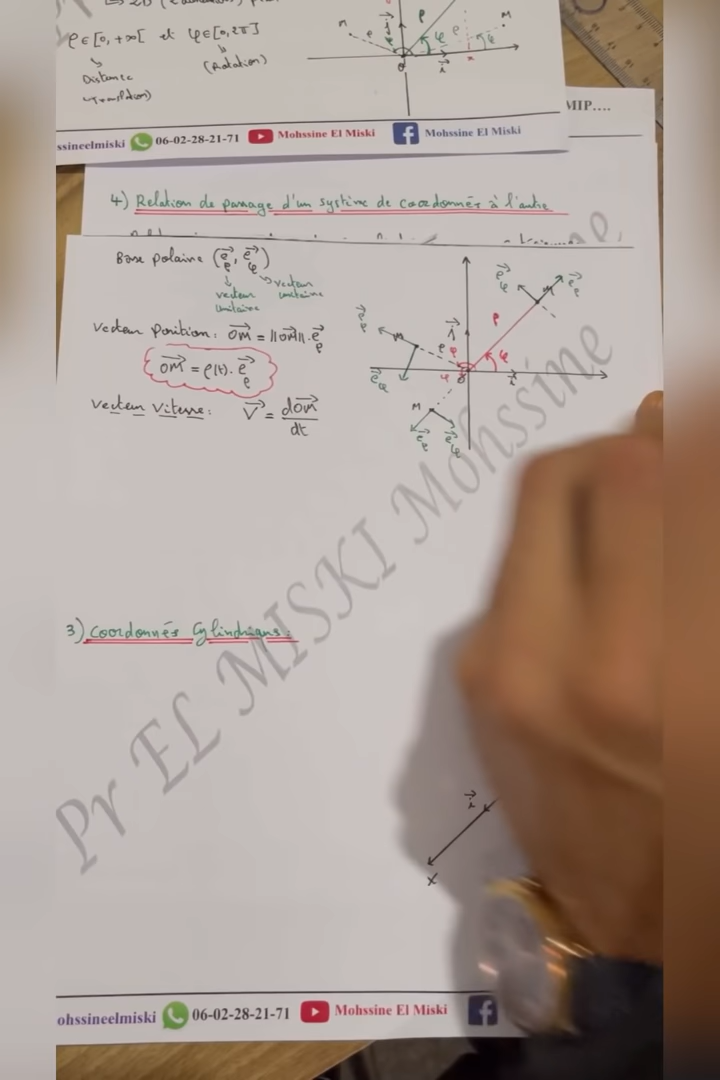 ρ ∈ [0, +∞[ et φ ∈ [0, 2π]
Distance
(Rotation)
ρ
φ
M
i
x
ssineelmiski 06-02-28-21-71 Mohssine El Miski Mohssine El Miski
MIP....
4) Relation de passage d'un système de coordonnés à l'autre
Base polaire (e⃗ρ, e⃗φ)
vecteur unitaire
vecteur unitaire
Vecteur Position: OM⃗ = ||OM⃗||. e⃗ρ
OM⃗ = ρ(t). e⃗ρ
Vecteur Vitesse: V⃗ = dOM⃗/dt
e⃗φ
M
e⃗ρ
ρ
φ
e⃗ρ
M
e⃗φ
i
M
e⃗ρ
e⃗φ
3) Coordonnés Cylindriques:
i⃗
x
Pr EL MISKI Mohssine
ohssineelmiski 06-02-28-21-71 Mohssine El Miski